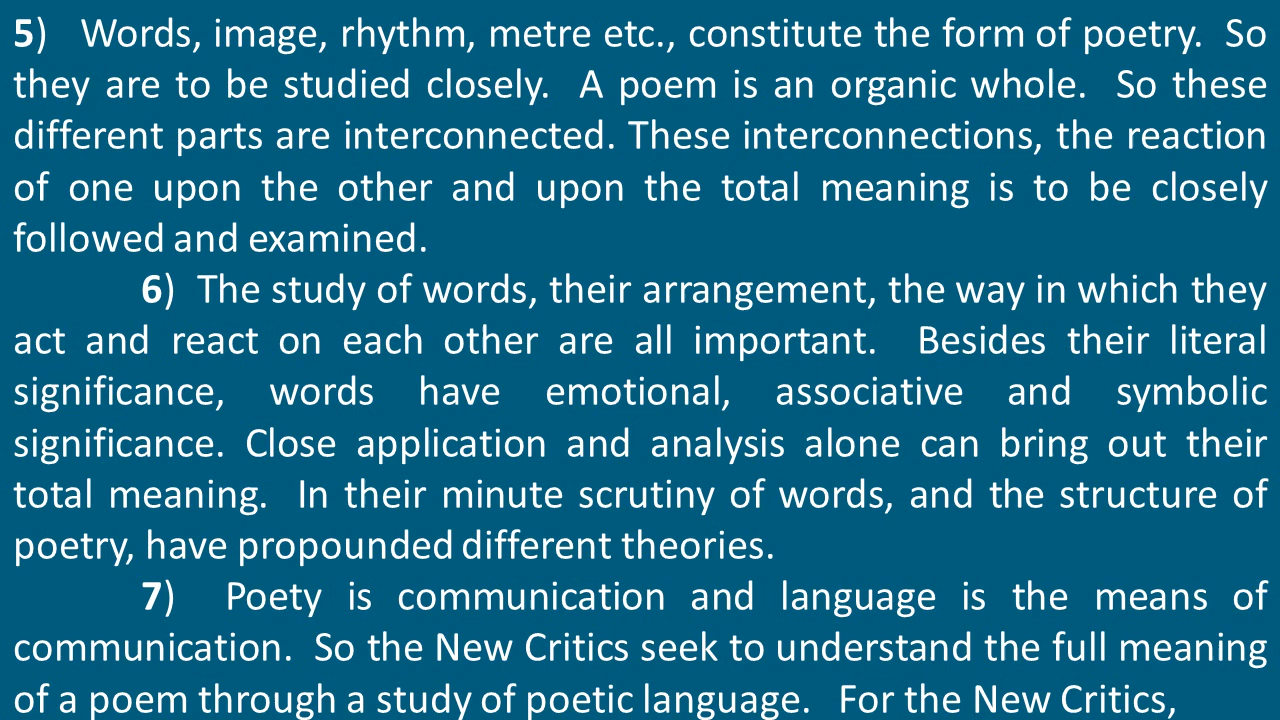 5) Words, image, rhythm, metre etc., constitute the form of poetry. So
they are to be studied closely. A poem is an organic whole. So these
different parts are interconnected. These interconnections, the reaction
of one upon the other and upon the total meaning is to be closely
followed and examined.
6) The study of words, their arrangement, the way in which they
act and react on each other are all important. Besides their literal
significance, words have emotional, associative and symbolic
significance. Close application and analysis alone can bring out their
total meaning. In their minute scrutiny of words, and the structure of
poetry, have propounded different theories.
7) Poety is communication and language is the means of
communication. So the New Critics seek to understand the full meaning
of a poem through a study of poetic language. For the New Critics,